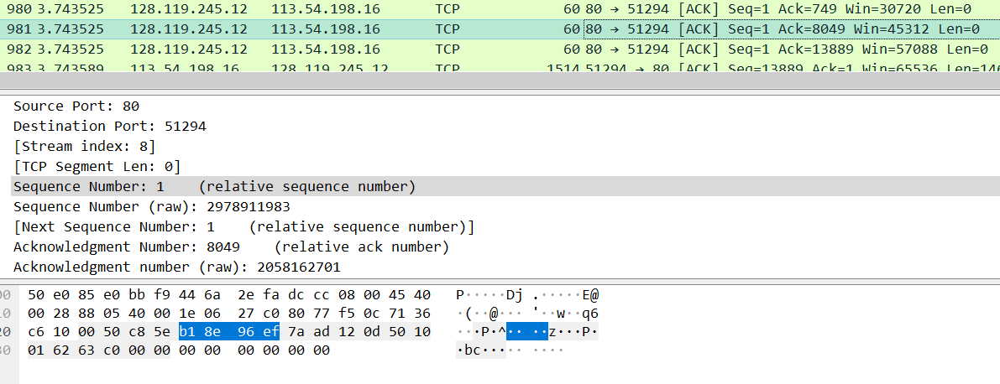 980 3.743525 128.119.245.12 113.54.198.16 TCP 60 80 → 51294 [ACK] Seq=1 Ack=749 Win=30720 Len=0
981 3.743525 128.119.245.12 113.54.198.16 TCP 60 80 → 51294 [ACK] Seq=1 Ack=8049 Win=45312 Len=0
982 3.743525 128.119.245.12 113.54.198.16 TCP 60 80 → 51294 [ACK] Seq=1 Ack=13889 Win=57088 Len=0
983 3.743589 113.54.198.16 128.119.245.12 TCP 1514 51294 → 80 [ACK] Seq=13889 Ack=1 Win=65536
Source Port: 80
Destination Port: 51294
[Stream index: 8]
[TCP Segment Len: 0]
Sequence Number: 1 (relative sequence number)
Sequence Number (raw): 2978911983
[Next Sequence Number: 1 (relative sequence number)]
Acknowledgment Number: 8049 (relative ack number)
Acknowledgment number (raw): 2058162701
50 e0 85 e0 bb f9 44 6a 2e fa dc cc 08 00 45 40 P·····Dj .·····E@
00 28 88 05 40 00 1e 06 27 c0 80 77 f5 0c 71 36 ·(··@··· '··w··q6
c6 10 00 50 c8 5e b1 8e 96 ef 7a ad 12 0d 50 10 ···P·^·· ··z···P·
01 62 63 c0 00 00 00 00 00 00 00 00 ·bc····· ····